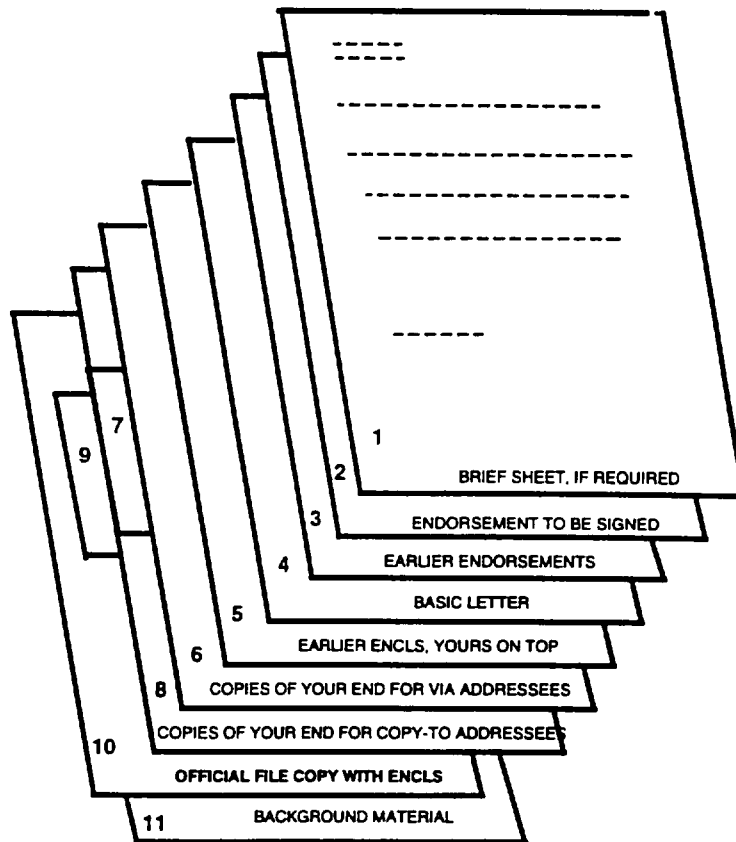 1
BRIEF SHEET, IF REQUIRED
2
ENDORSEMENT TO BE SIGNED
3
EARLIER ENDORSEMENTS
4
BASIC LETTER
5
EARLIER ENCLS, YOURS ON TOP
6
COPIES OF YOUR END FOR VIA ADDRESSEES
7
8
COPIES OF YOUR END FOR COPY-TO ADDRESSEES
9
10
OFFICIAL FILE COPY WITH ENCLS
11
BACKGROUND MATERIAL